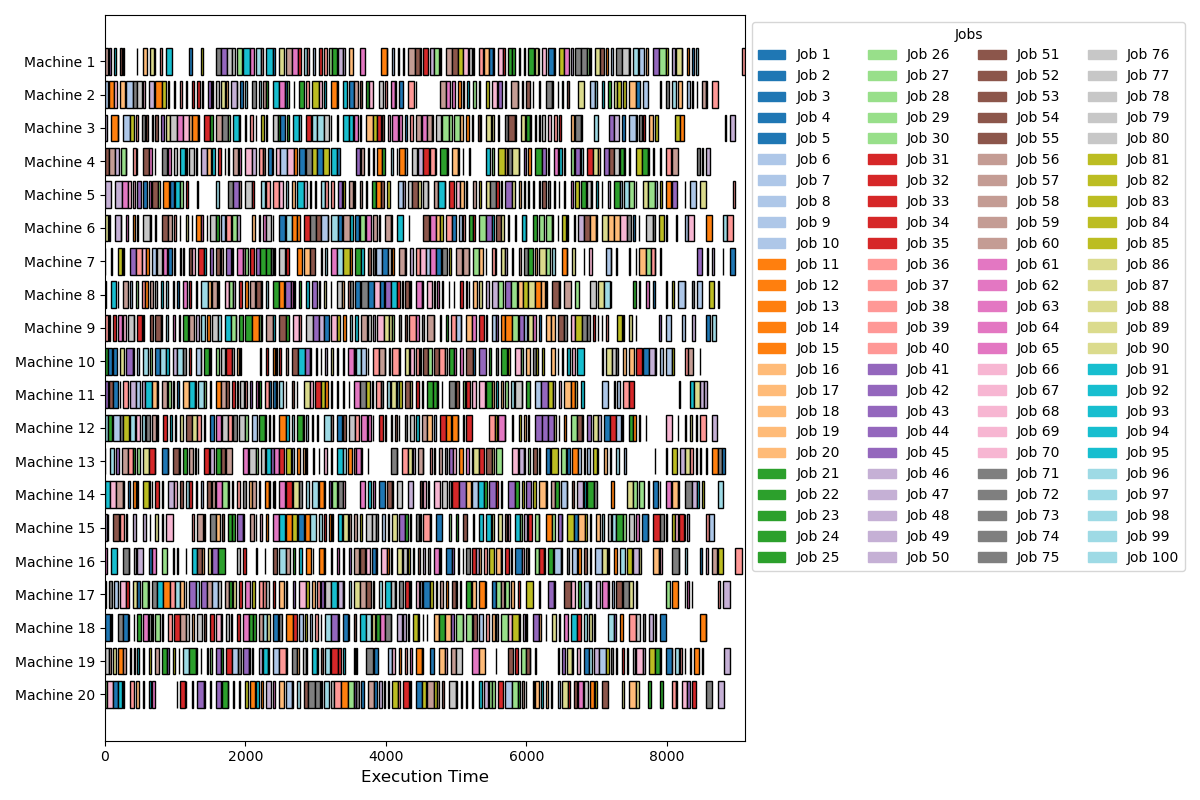 Machine 1
Machine 2
Machine 3
Machine 4
Machine 5
Machine 6
Machine 7
Machine 8
Machine 9
Machine 10
Machine 11
Machine 12
Machine 13
Machine 14
Machine 15
Machine 16
Machine 17
Machine 18
Machine 19
Machine 20
0 2000 4000 6000 8000
Execution Time
Jobs
Job 1 Job 26 Job 51 Job 76
Job 2 Job 27 Job 52 Job 77
Job 3 Job 28 Job 53 Job 78
Job 4 Job 29 Job 54 Job 79
Job 5 Job 30 Job 55 Job 80
Job 6 Job 31 Job 56 Job 81
Job 7 Job 32 Job 57 Job 82
Job 8 Job 33 Job 58 Job 83
Job 9 Job 34 Job 59 Job 84
Job 10 Job 35 Job 60 Job 85
Job 11 Job 36 Job 61 Job 86
Job 12 Job 37 Job 62 Job 87
Job 13 Job 38 Job 63 Job 88
Job 14 Job 39 Job 64 Job 89
Job 15 Job 40 Job 65 Job 90
Job 16 Job 41 Job 66 Job 91
Job 17 Job 42 Job 67 Job 92
Job 18 Job 43 Job 68 Job 93
Job 19 Job 44 Job 69 Job 94
Job 20 Job 45 Job 70 Job 95
Job 21 Job 46 Job 71 Job 96
Job 22 Job 47 Job 72 Job 97
Job 23 Job 48 Job 73 Job 98
Job 24 Job 49 Job 74 Job 99
Job 25 Job 50 Job 75 Job 100